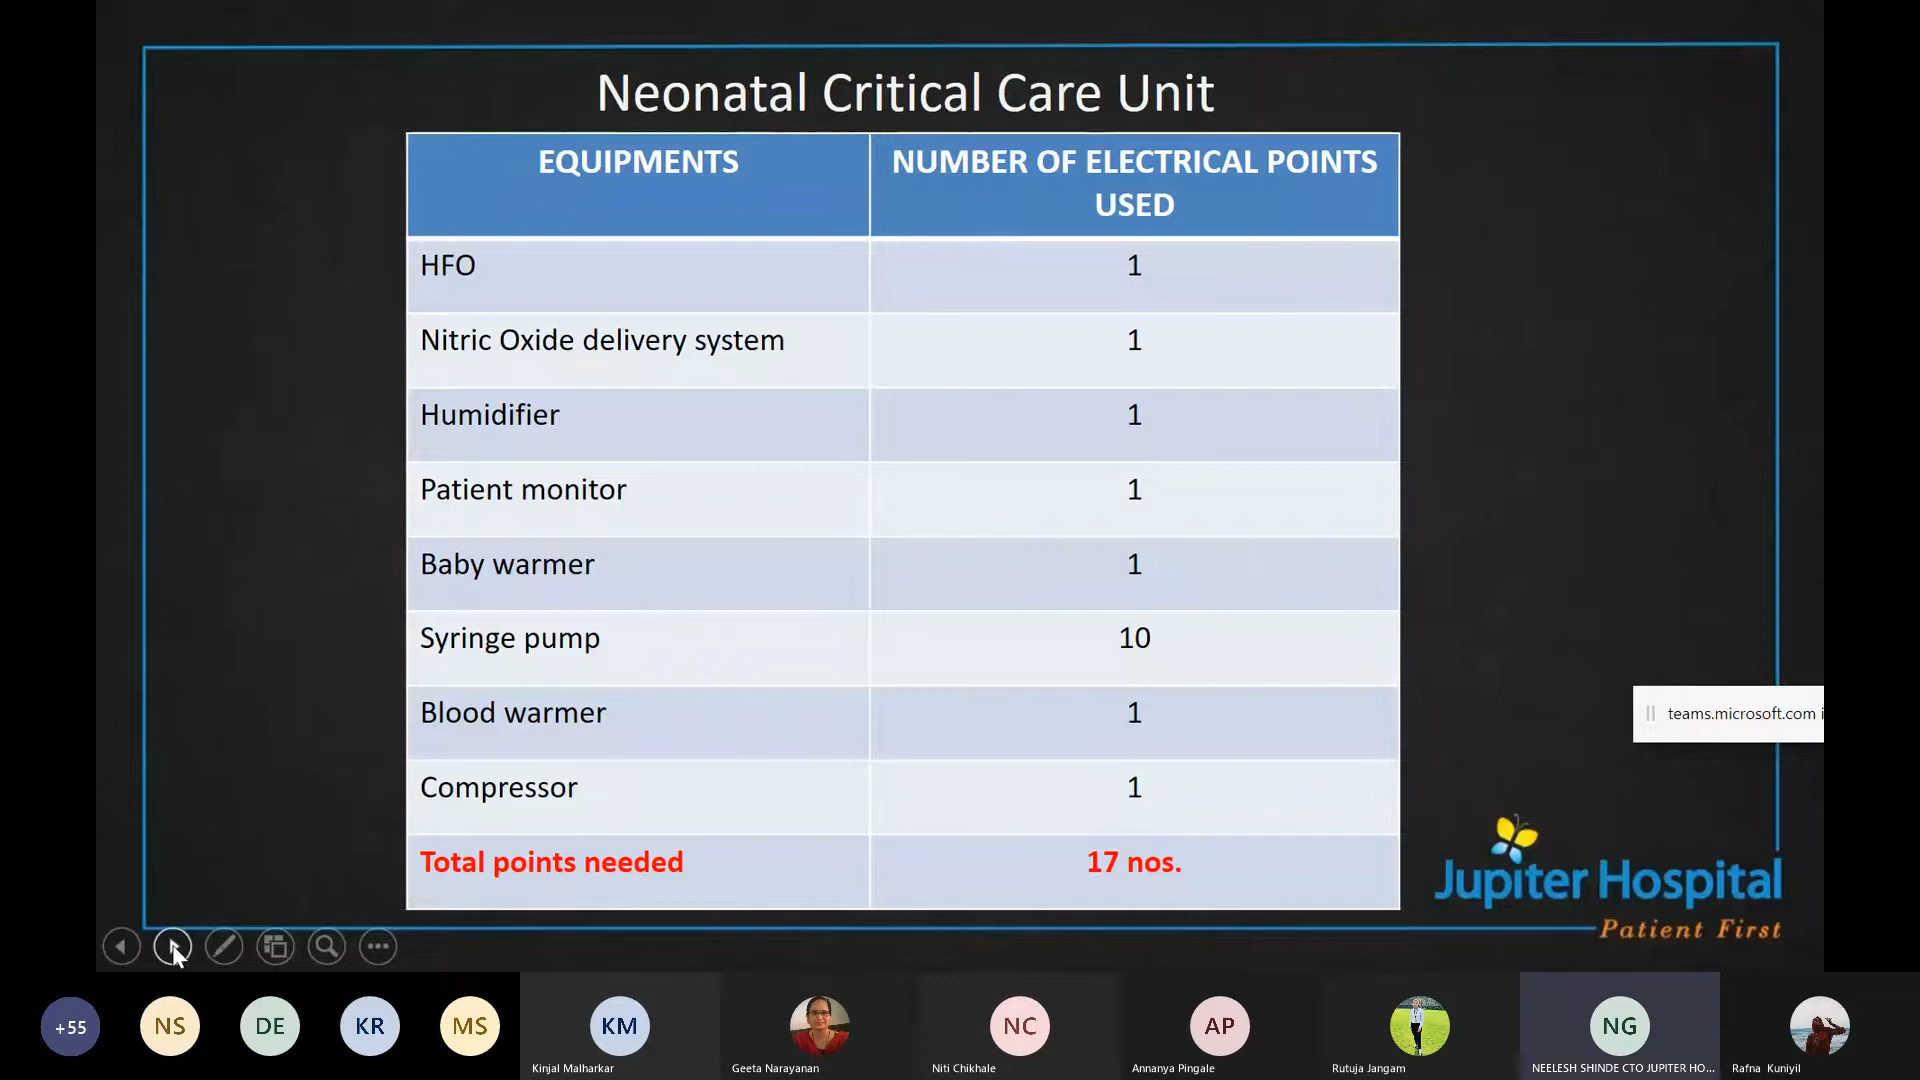 Neonatal Critical Care Unit
EQUIPMENTS
NUMBER OF ELECTRICAL POINTS
USED
HFO
1
Nitric Oxide delivery system
1
Humidifier
1
Patient monitor
1
Baby warmer
1
Syringe pump
10
Blood warmer
1
Compressor
1
Total points needed
17 nos.
teams.microsoft.com i
Jupiter Hospital
Patient First
+55
NS
DE
KR
MS
KM
NC
AP
NG
Kinjal Malharkar
Geeta Narayanan
Niti Chikhale
Annanya Pingale
Rutuja Jangam
NEELESH SHINDE CTO JUPITER HO...
Rafna Kuniyil